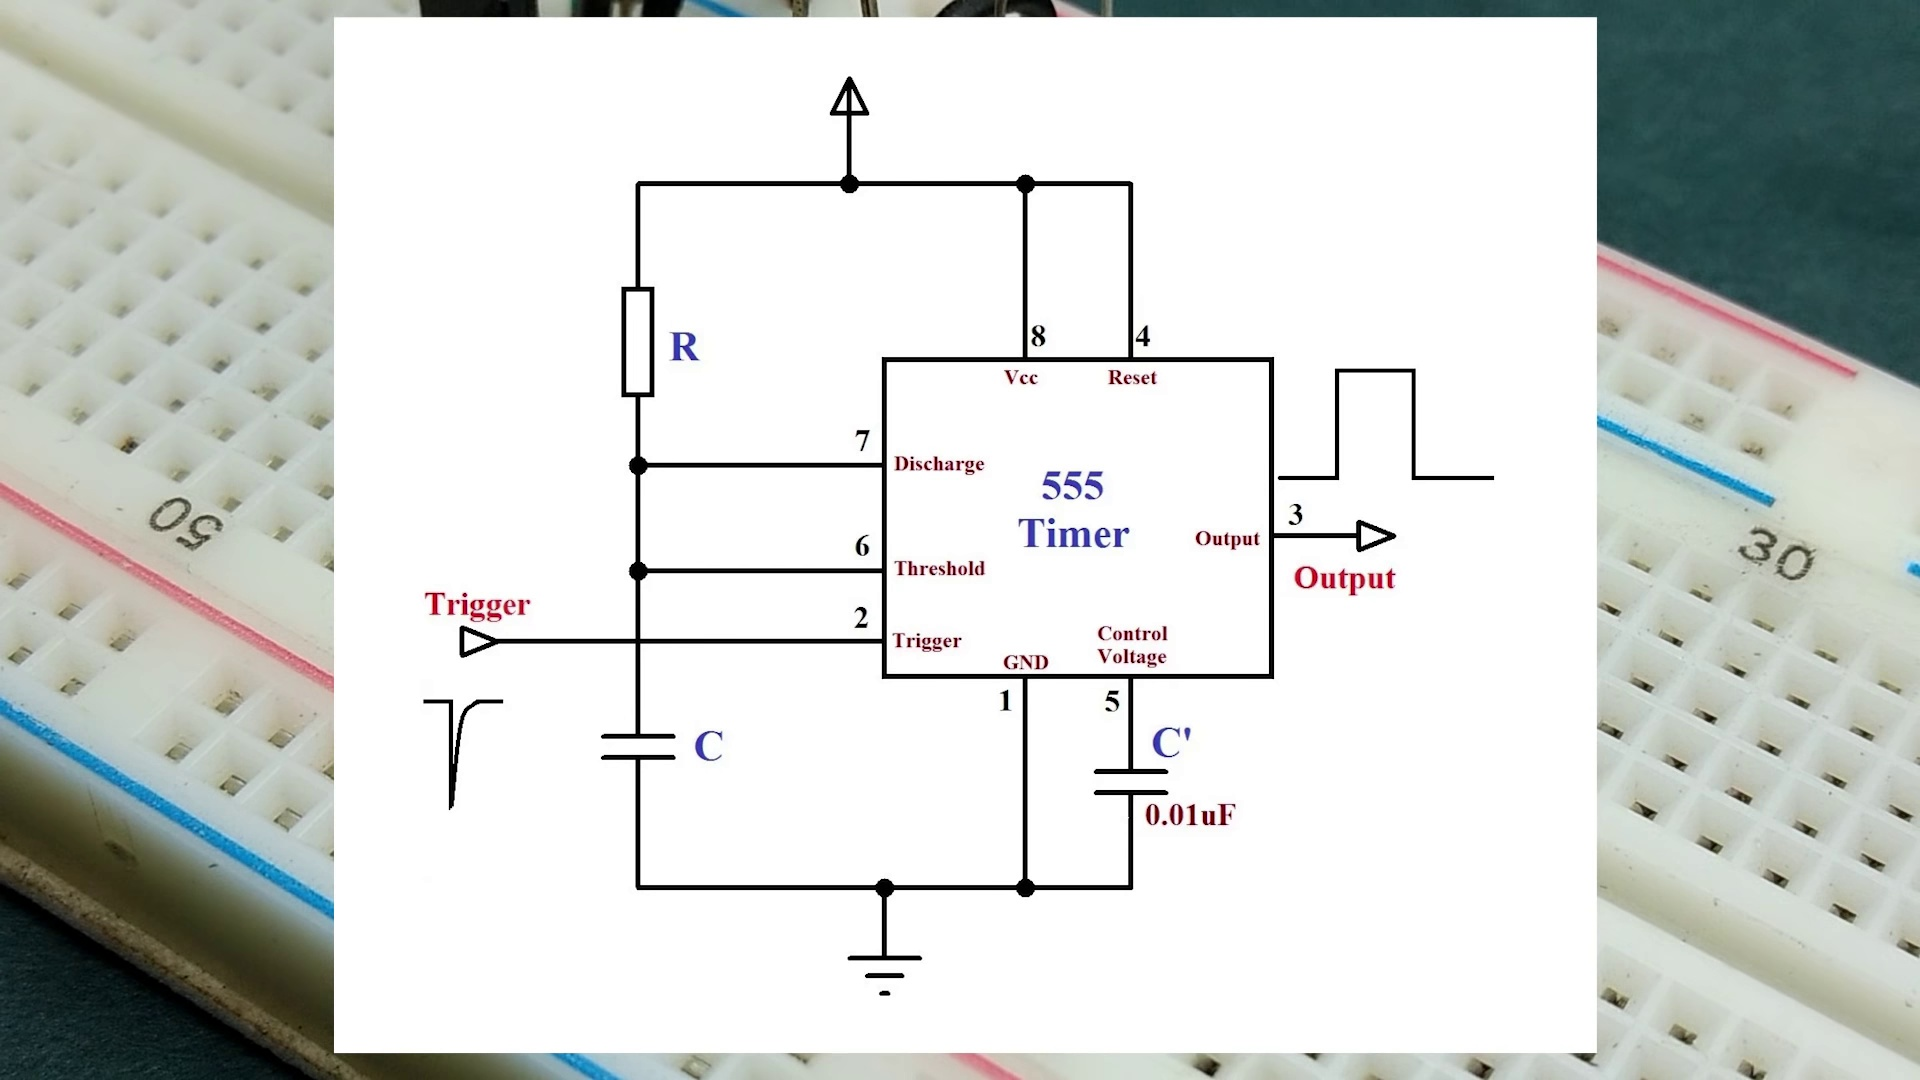 R
8
4
Vcc
Reset
7
Discharge
555
Timer
6
Threshold
3
Output
Output
Trigger
2
Trigger
GND
Control
Voltage
1
5
C
C'
0.01uF
50
30